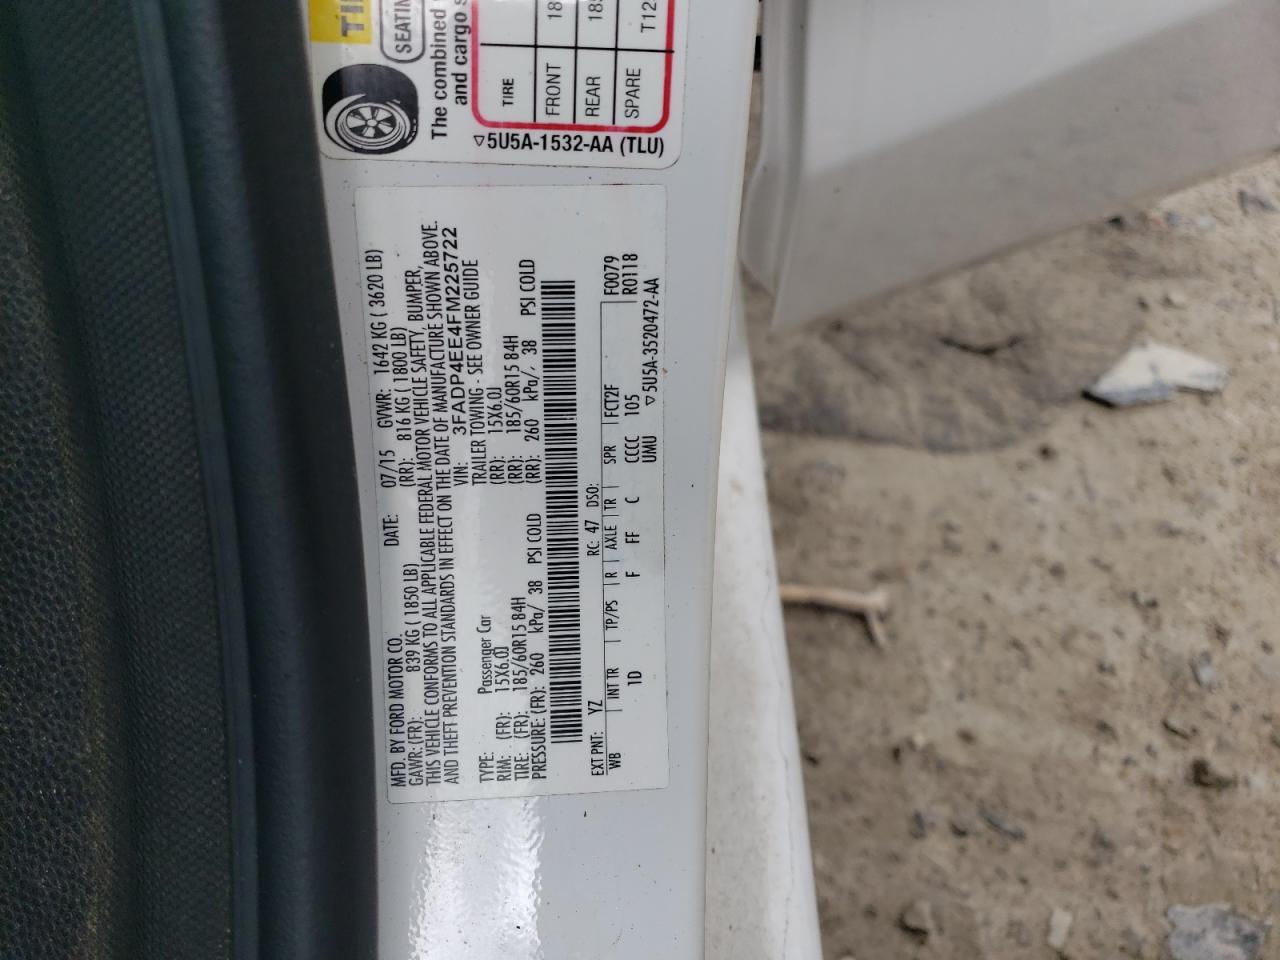 MFD. BY FORD MOTOR CO. DATE: 07/15 GVWR: 1642 KG ( 3620 LB)
GAWR: (FR): 839 KG ( 1850 LB) (RR): 816 KG ( 1800 LB)
THIS VEHICLE CONFORMS TO ALL APPLICABLE FEDERAL MOTOR VEHICLE SAFETY, BUMPER,
AND THEFT PREVENTION STANDARDS IN EFFECT ON THE DATE OF MANUFACTURE SHOWN ABOVE.
VIN: 3FADP4EE4FM225722
TYPE: Passenger Car TRAILER TOWING - SEE OWNER GUIDE
RIM: (FR): 15X6.0J (RR): 15X6.0J
TIRE: (FR): 185/60R15 84H (RR): 185/60R15 84H
PRESSURE: (FR): 260 kPa/ 38 PSI COLD (RR): 260 kPa/ 38 PSI COLD
EXT PNT: YZ RC: 47 DSO: F0079
WB INT TR TP/PS R AXLE TR SPR FCT2F R0118
1D F FF C CCCC 105
UMU ▽5U5A-3520472-AA
SEATIN
The combined
and cargo s
TIRE
FRONT 18
REAR 185
SPARE T12
▽5U5A-1532-AA (TLU)